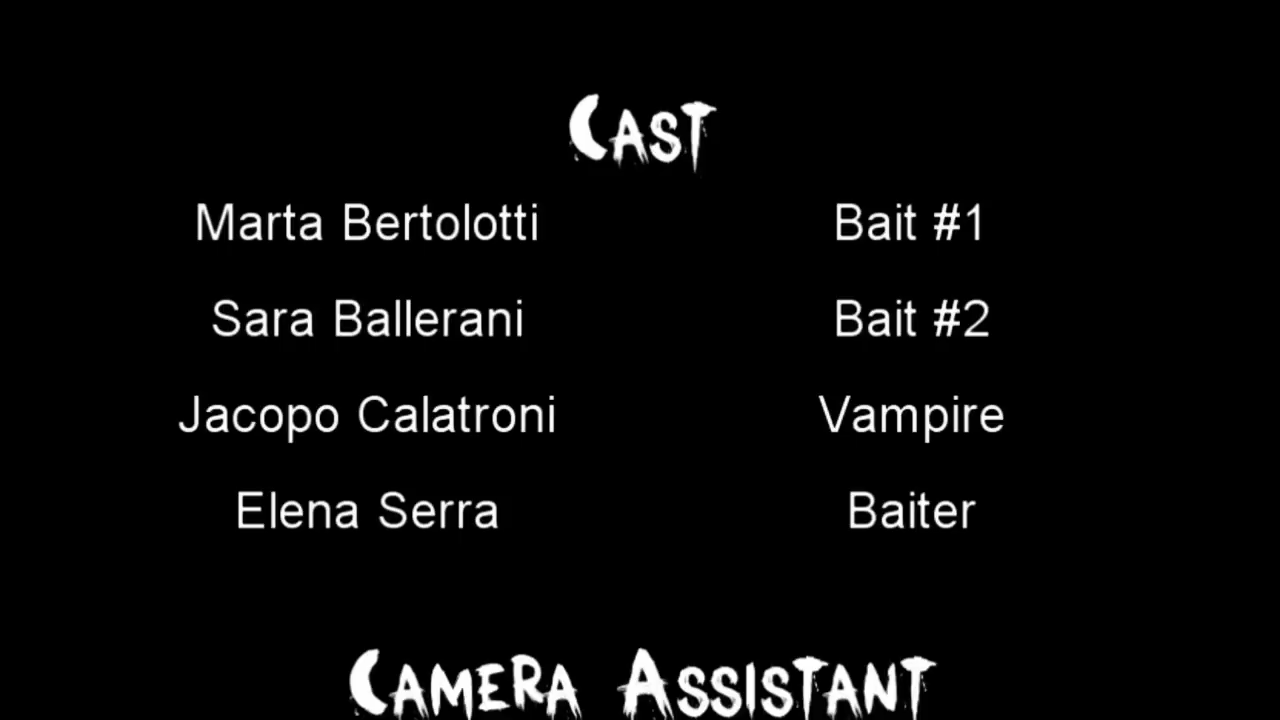 Cast
Marta Bertolotti Bait #1
Sara Ballerani Bait #2
Jacopo Calatroni Vampire
Elena Serra Baiter
Camera Assistant